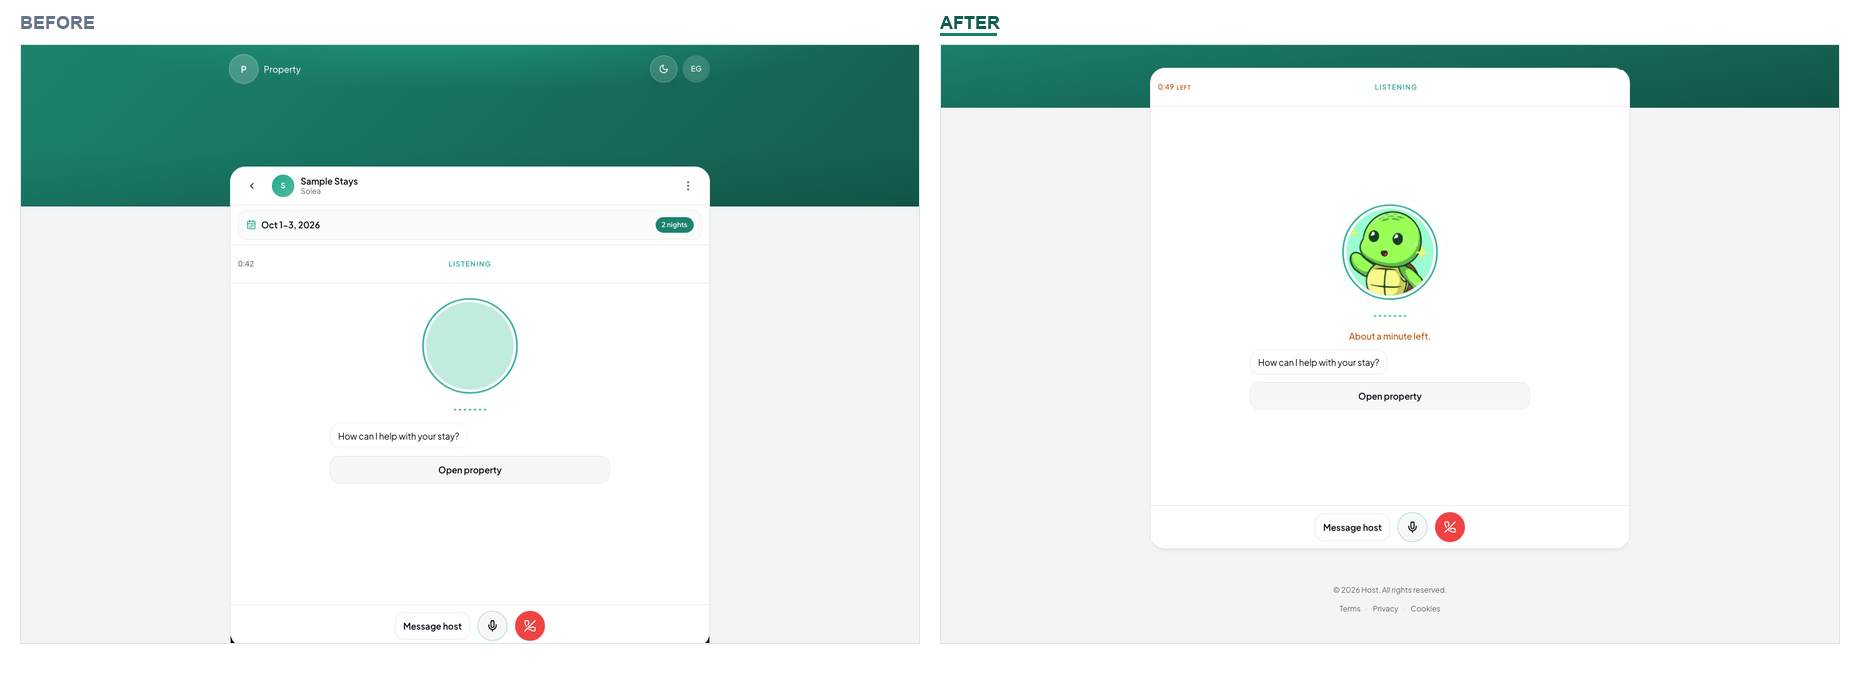 BEFORE
P Property EG
S Sample Stays
Solea
Oct 1–3, 2026 2 nights
0:42 LISTENING
How can I help with your stay?
Open property
Message host
AFTER
0:49 LEFT LISTENING
About a minute left.
How can I help with your stay?
Open property
Message host
© 2026 Host. All rights reserved.
Terms · Privacy · Cookies